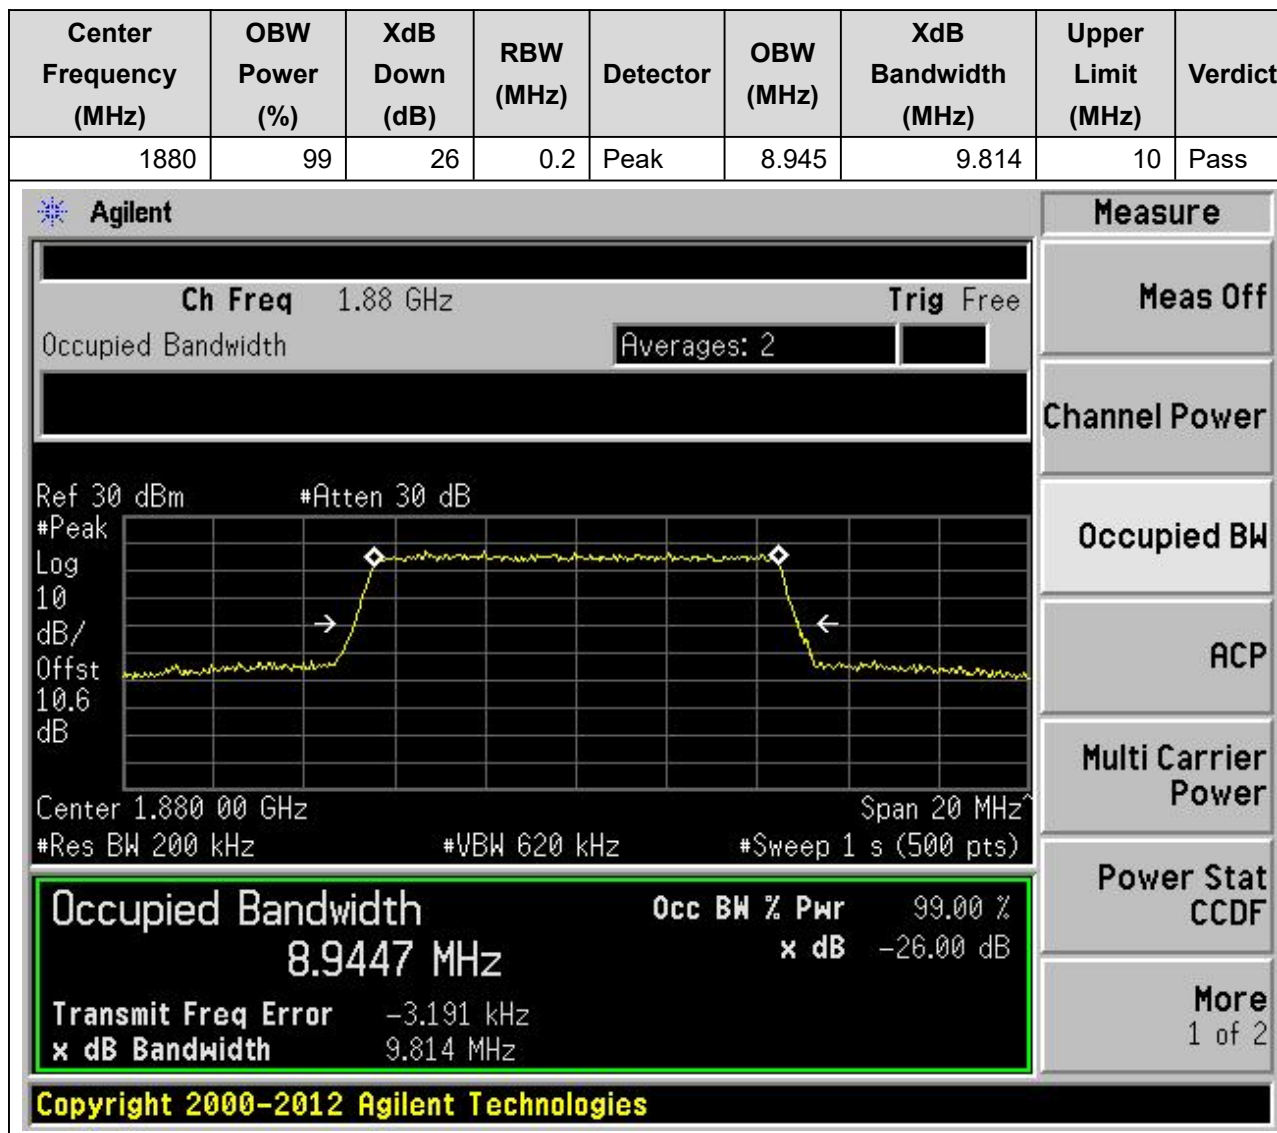 Center Frequency (MHz) OBW Power (%) XdB Down (dB) RBW (MHz) Detector OBW (MHz) XdB Bandwidth (MHz) Upper Limit (MHz) Verdict
1880 99 26 0.2 Peak 8.945 9.814 10 Pass
Agilent
Ch Freq 1.88 GHz Trig Free
Occupied Bandwidth Averages: 2
Ref 30 dBm #Atten 30 dB
#Peak
Log
10
dB/
Offst
10.6
dB
Center 1.880 00 GHz Span 20 MHz^
#Res BW 200 kHz #VBW 620 kHz #Sweep 1 s (500 pts)
Occupied Bandwidth Occ BW % Pwr 99.00 %
8.9447 MHz x dB -26.00 dB
Transmit Freq Error -3.191 kHz
x dB Bandwidth 9.814 MHz
Copyright 2000-2012 Agilent Technologies
Measure
Meas Off
Channel Power
Occupied BW
ACP
Multi Carrier
Power
Power Stat
CCDF
More
1 of 2